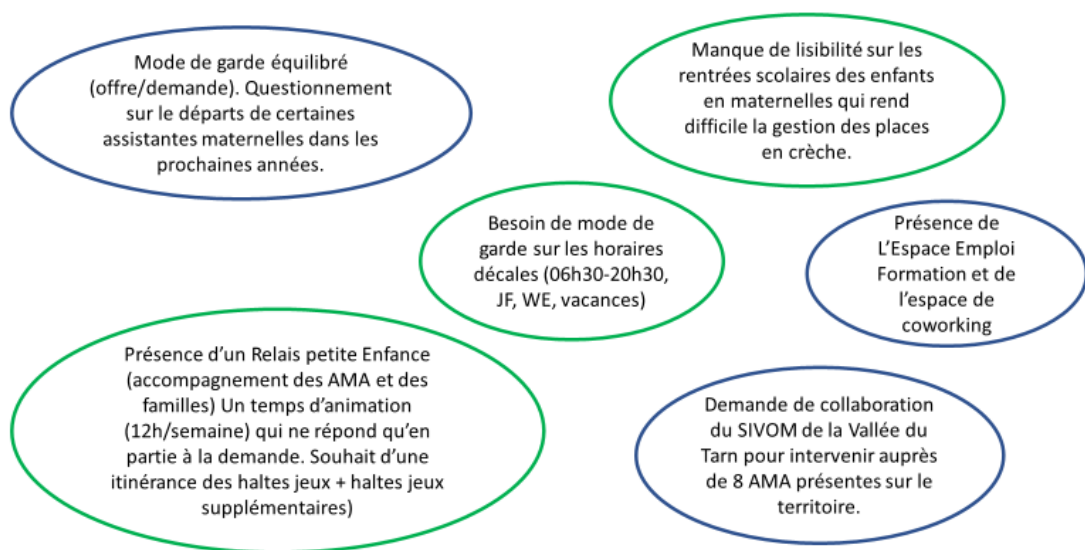 Mode de garde équilibré
(offre/demande). Questionnement
sur le départs de certaines
assistantes maternelles dans les
prochaines années.
Manque de lisibilité sur les
rentrées scolaires des enfants
en maternelles qui rend
difficile la gestion des places
en crèche.
Besoin de mode de
garde sur les horaires
décales (06h30-20h30,
JF, WE, vacances)
Présence de
L'Espace Emploi
Formation et de
l'espace de
coworking
Présence d'un Relais petite Enfance
(accompagnement des AMA et des
familles) Un temps d'animation
(12h/semaine) qui ne répond qu'en
partie à la demande. Souhait d'une
itinérance des haltes jeux + haltes jeux
supplémentaires)
Demande de collaboration
du SIVOM de la Vallée du
Tarn pour intervenir auprès
de 8 AMA présentes sur le
territoire.